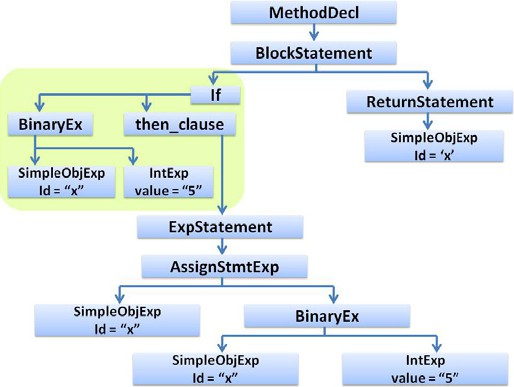 MethodDecl
BlockStatement
If
BinaryEx
then_clause
ReturnStatement
SimpleObjExp
Id = 'x'
SimpleObjExp
Id = "x"
IntExp
value = "5"
ExpStatement
AssignStmtExp
SimpleObjExp
Id = "x"
BinaryEx
SimpleObjExp
Id = "x"
IntExp
value = "5"